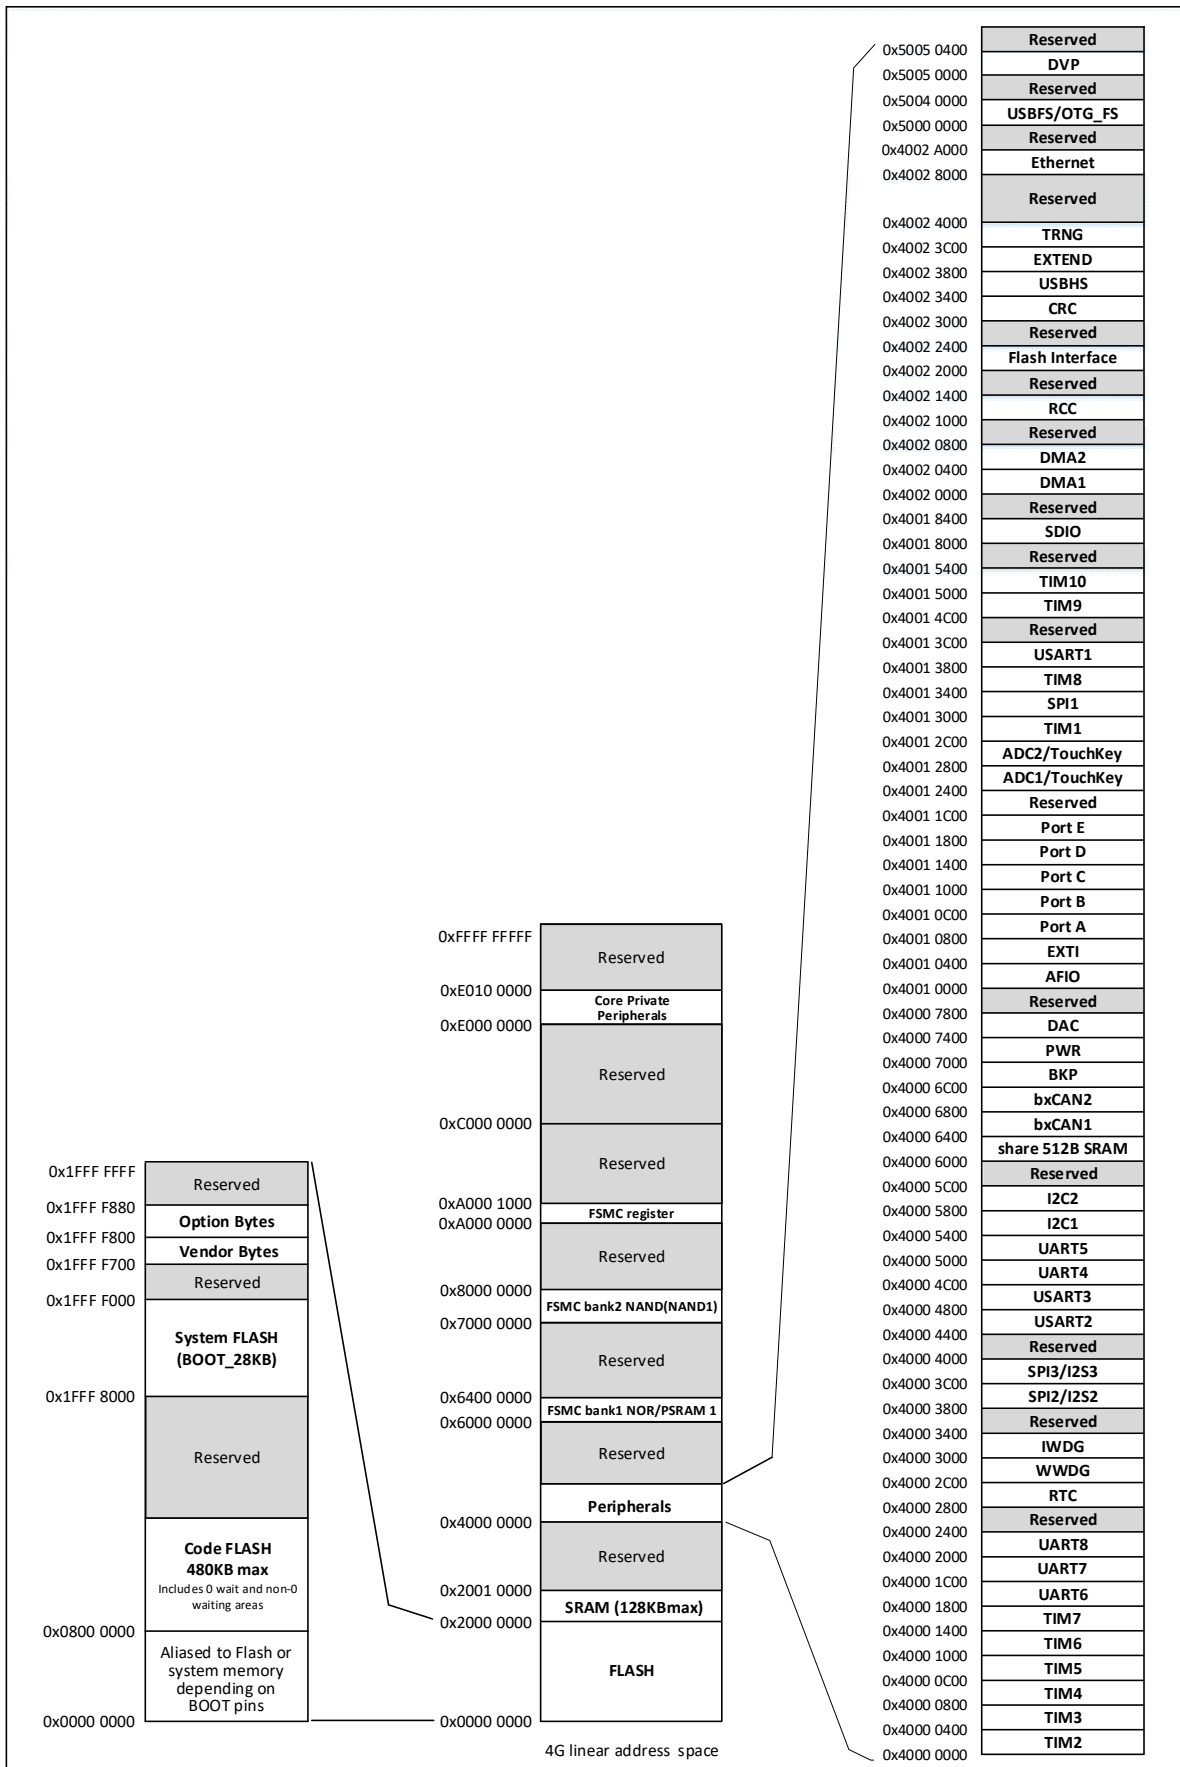 0x1FFF FFFF
Reserved
0x1FFF F880
Option Bytes
0x1FFF F800
Vendor Bytes
0x1FFF F700
Reserved
0x1FFF F000
System FLASH
(BOOT_28KB)
0x1FFF 8000
Reserved
Code FLASH
480KB max
Includes 0 wait and non-0
waiting areas
0x0800 0000
Aliased to Flash or
system memory
depending on
BOOT pins
0x0000 0000
0xFFFF FFFFF
Reserved
0xE010 0000
Core Private
Peripherals
0xE000 0000
Reserved
0xC000 0000
Reserved
0xA000 1000
FSMC register
0xA000 0000
Reserved
0x8000 0000
FSMC bank2 NAND(NAND1)
0x7000 0000
Reserved
0x6400 0000
FSMC bank1 NOR/PSRAM 1
0x6000 0000
Reserved
Peripherals
0x4000 0000
Reserved
0x2001 0000
SRAM (128KBmax)
0x2000 0000
FLASH
0x0000 0000
4G linear address space
Reserved
0x5005 0400
DVP
0x5005 0000
Reserved
0x5004 0000
USBFS/OTG_FS
0x5000 0000
Reserved
0x4002 A000
Ethernet
0x4002 8000
Reserved
0x4002 4000
TRNG
0x4002 3C00
EXTEND
0x4002 3800
USBHS
0x4002 3400
CRC
0x4002 3000
Reserved
0x4002 2400
Flash Interface
0x4002 2000
Reserved
0x4002 1400
RCC
0x4002 1000
Reserved
0x4002 0800
DMA2
0x4002 0400
DMA1
0x4002 0000
Reserved
0x4001 8400
SDIO
0x4001 8000
Reserved
0x4001 5400
TIM10
0x4001 5000
TIM9
0x4001 4C00
Reserved
0x4001 3C00
USART1
0x4001 3800
TIM8
0x4001 3400
SPI1
0x4001 3000
TIM1
0x4001 2C00
ADC2/TouchKey
0x4001 2800
ADC1/TouchKey
0x4001 2400
Reserved
0x4001 1C00
Port E
0x4001 1800
Port D
0x4001 1400
Port C
0x4001 1000
Port B
0x4001 0C00
Port A
0x4001 0800
EXTI
0x4001 0400
AFIO
0x4001 0000
Reserved
0x4000 7800
DAC
0x4000 7400
PWR
0x4000 7000
BKP
0x4000 6C00
bxCAN2
0x4000 6800
bxCAN1
0x4000 6400
share 512B SRAM
0x4000 6000
Reserved
0x4000 5C00
I2C2
0x4000 5800
I2C1
0x4000 5400
UART5
0x4000 5000
UART4
0x4000 4C00
USART3
0x4000 4800
USART2
0x4000 4400
Reserved
0x4000 4000
SPI3/I2S3
0x4000 3C00
SPI2/I2S2
0x4000 3800
Reserved
0x4000 3400
IWDG
0x4000 3000
WWDG
0x4000 2C00
RTC
0x4000 2800
Reserved
0x4000 2400
UART8
0x4000 2000
UART7
0x4000 1C00
UART6
0x4000 1800
TIM7
0x4000 1400
TIM6
0x4000 1000
TIM5
0x4000 0C00
TIM4
0x4000 0800
TIM3
0x4000 0400
TIM2
0x4000 0000